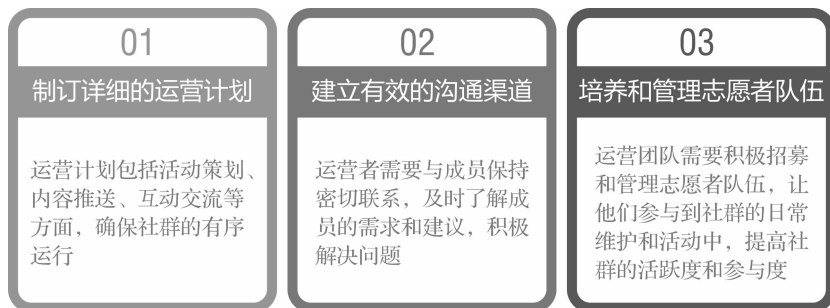 01
制订详细的运营计划
运营计划包括活动策划、
内容推送、互动交流等
方面，确保社群的有序
运行
02
建立有效的沟通渠道
运营者需要与成员保持
密切联系，及时了解成
员的需求和建议，积极
解决问题
03
培养和管理志愿者队伍
运营团队需要积极招募
和管理志愿者队伍，让
他们参与到社群的日常
维护和活动中，提高社
群的活跃度和参与度